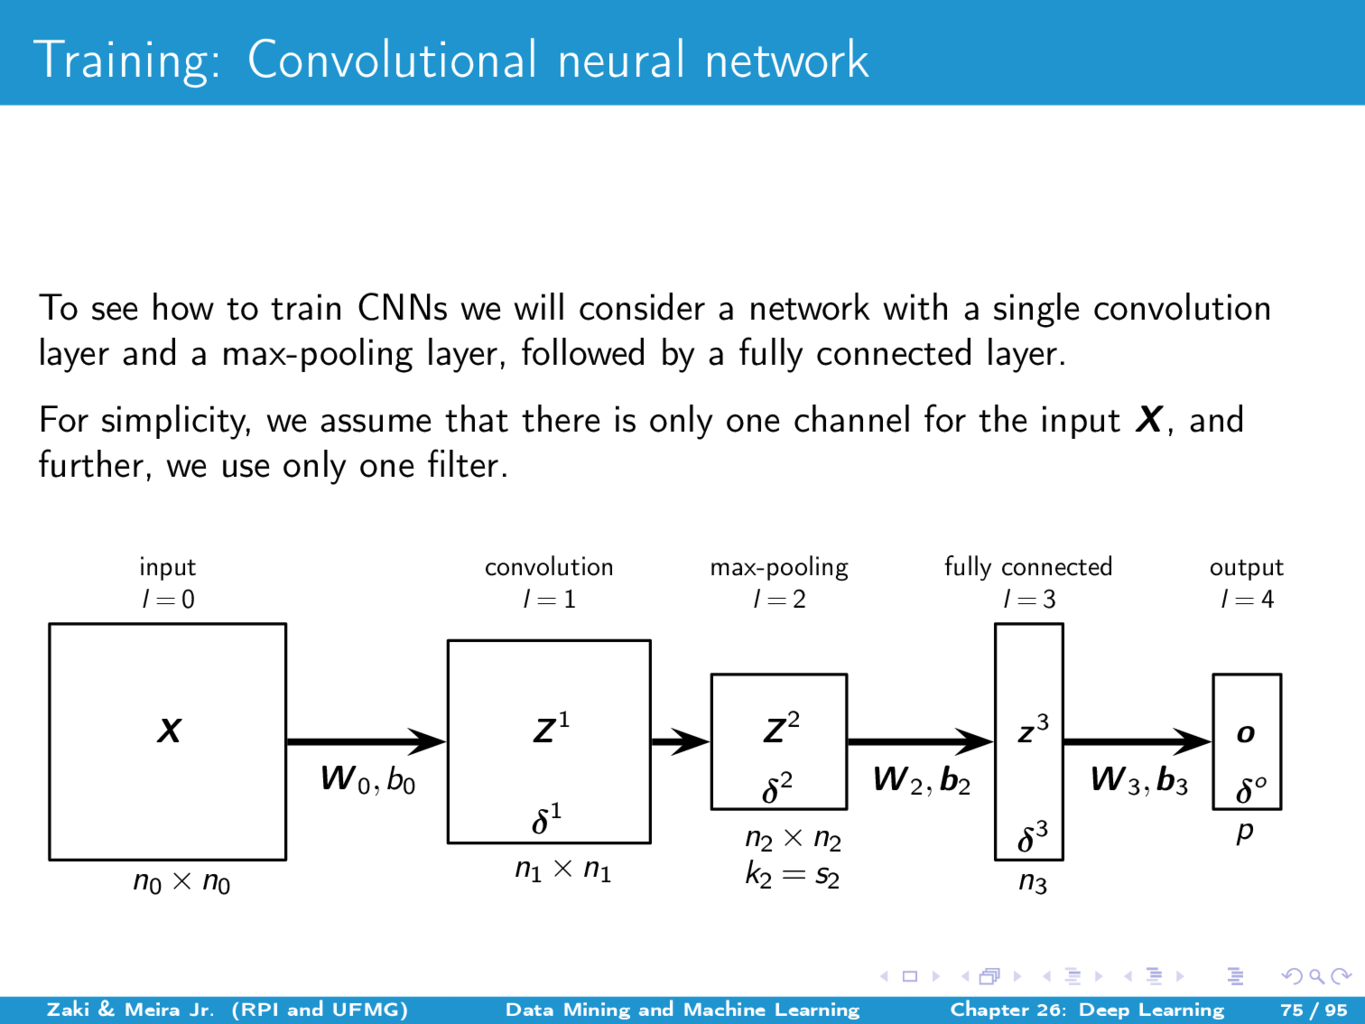 Training: Convolutional neural network
To see how to train CNNs we will consider a network with a single convolution
layer and a max-pooling layer, followed by a fully connected layer.
For simplicity, we assume that there is only one channel for the input X, and
further, we use only one filter.
input convolution max-pooling fully connected output
l = 0 l = 1 l = 2 l = 3 l = 4
X Z¹ Z² z³ o
W₀, b₀ W₂, b₂ W₃, b₃
δ¹ δ² δ³ δᵒ
n₀ × n₀ n₁ × n₁ n₂ × n₂ n₃ p
k₂ = s₂
Zaki & Meira Jr. (RPI and UFMG) Data Mining and Machine Learning Chapter 26: Deep Learning 75 / 95